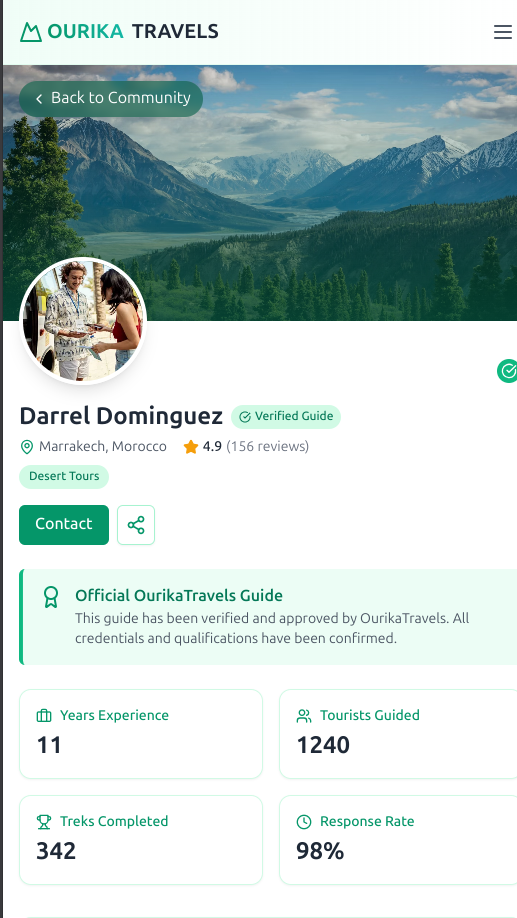 OURIKA TRAVELS
Back to Community
Darrel Dominguez Verified Guide
Marrakech, Morocco 4.9 (156 reviews)
Desert Tours
Contact
Official OurikaTravels Guide
This guide has been verified and approved by OurikaTravels. All
credentials and qualifications have been confirmed.
Years Experience
11
Tourists Guided
1240
Treks Completed
342
Response Rate
98%